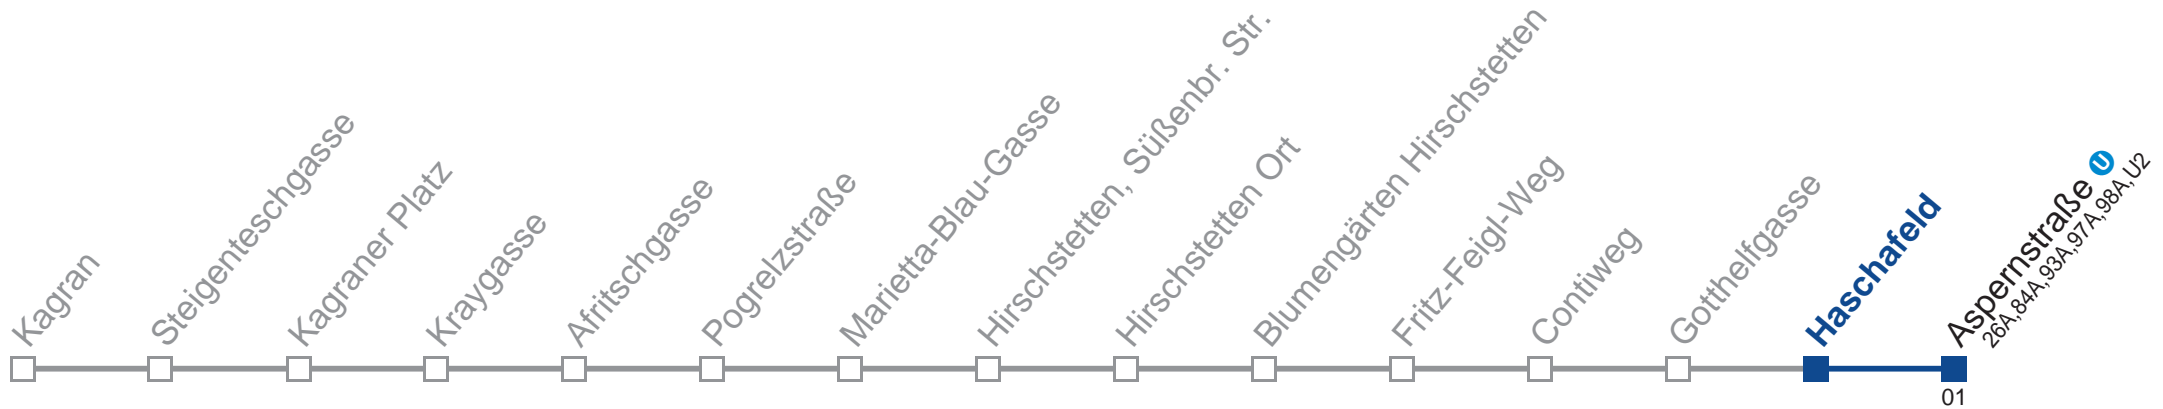 Kagran
Steigenteschgasse
Kagraner Platz
Kraygasse
Afritschgasse
Pogrelzstraße
Marietta-Blau-Gasse
Hirschstetten, Süßenbr. Str.
Hirschstetten Ort
Blumengärten Hirschstetten
Fritz-Feigl-Weg
Contiweg
Gotthelfgasse
Haschafeld
Aspernstraße U
26A,84A,93A,97A,98A,U2
01